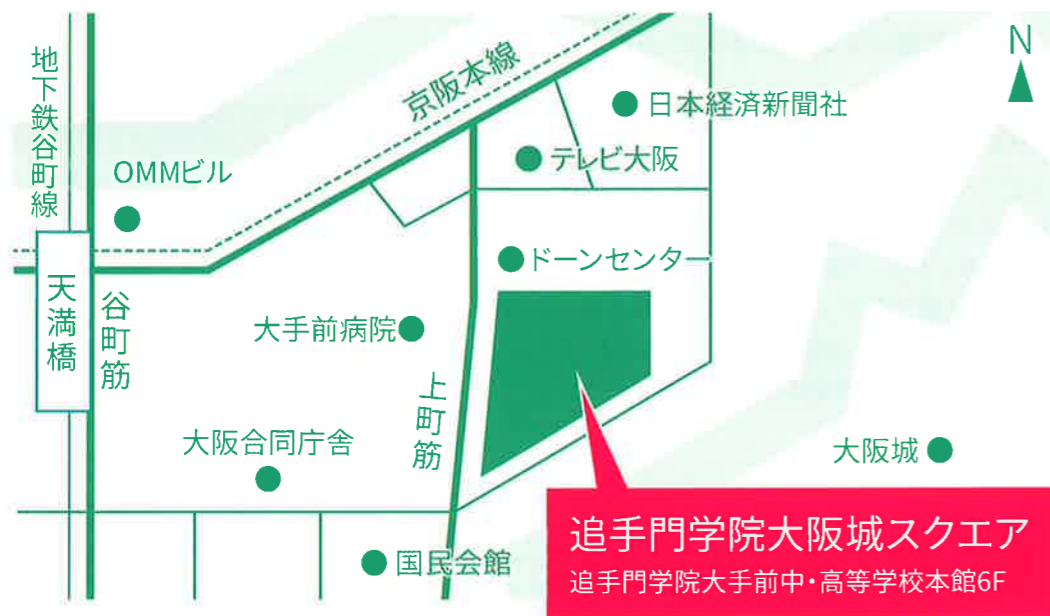 N
地下鉄谷町線
京阪本線
日本経済新聞社
テレビ大阪
OMMビル
ドーンセンター
天満橋
谷町筋
大手前病院
上町筋
大阪合同庁舎
大阪城
国民会館
追手門学院大阪城スクエア
追手門学院大手前中・高等学校本館6F